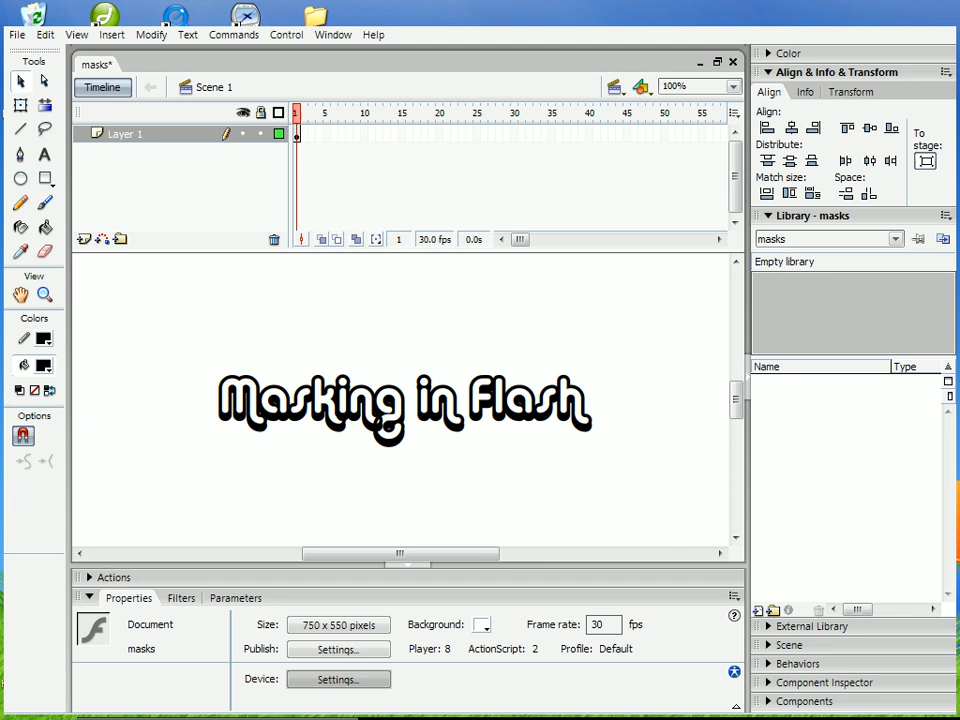 File Edit View Insert Modify Text Commands Control Window Help
Tools
View
Colors
Options
masks*
Timeline
Scene 1
100%
1 5 10 15 20 25 30 35 40 45 50 55
Layer 1
1 30.0 fps 0.0s
Masking in Flash
Actions
Properties Filters Parameters
Document
masks
Size: 750 x 550 pixels Background: Frame rate: 30 fps
Publish: Settings... Player: 8 ActionScript: 2 Profile: Default
Device: Settings...
Color
Align & Info & Transform
Align Info Transform
Align:
Distribute:
Match size: Space:
To stage:
Library - masks
masks
Empty library
Name Type
External Library
Scene
Behaviors
Component Inspector
Components